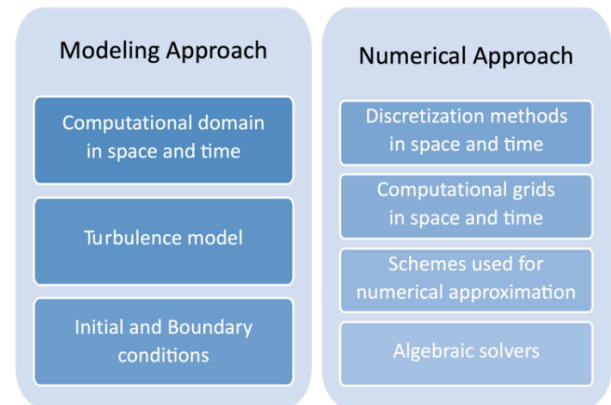 Modeling Approach
Computational domain
in space and time
Turbulence model
Initial and Boundary
conditions
Numerical Approach
Discretization methods
in space and time
Computational grids
in space and time
Schemes used for
numerical approximation
Algebraic solvers